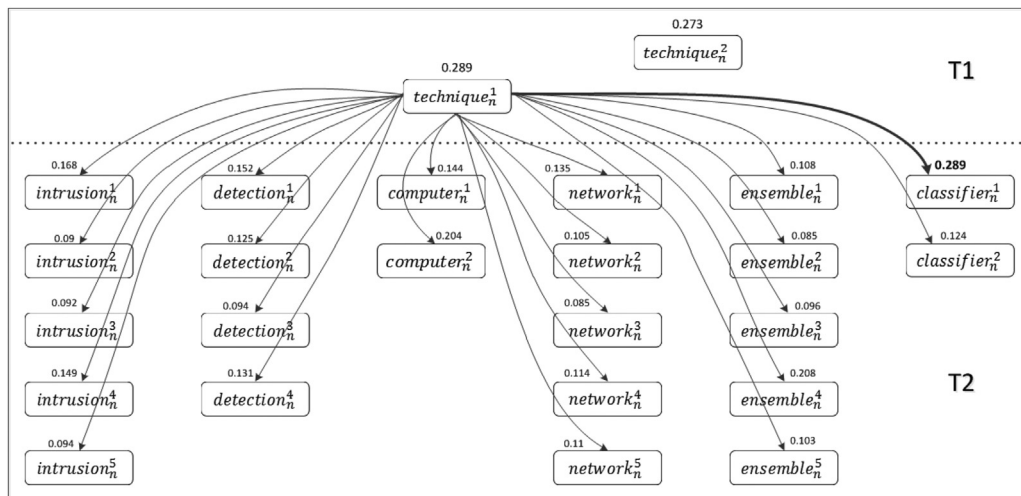 0.273
technique²ₙ
T1
0.289
technique¹ₙ
0.168 0.152 0.144 0.135 0.108 0.289
intrusion¹ₙ detection¹ₙ computer¹ₙ network¹ₙ ensemble¹ₙ classifier¹ₙ
0.09 0.125 0.204 0.105 0.085 0.124
intrusion²ₙ detection²ₙ computer²ₙ network²ₙ ensemble²ₙ classifier²ₙ
0.092 0.094 0.085 0.096
intrusion³ₙ detection³ₙ network³ₙ ensemble³ₙ
0.149 0.131 0.114 0.208
intrusion⁴ₙ detection⁴ₙ network⁴ₙ ensemble⁴ₙ
T2
0.094 0.11 0.103
intrusion⁵ₙ network⁵ₙ ensemble⁵ₙ